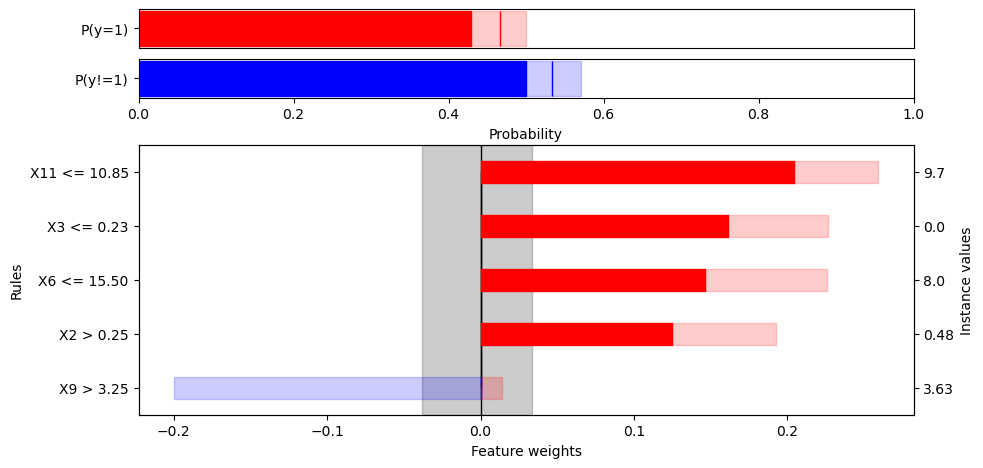 P(y=1)
P(y!=1)
0.0 0.2 0.4 0.6 0.8 1.0
Probability
Rules
Instance values
X11 <= 10.85 9.7
X3 <= 0.23 0.0
X6 <= 15.50 8.0
X2 > 0.25 0.48
X9 > 3.25 3.63
−0.2 −0.1 0.0 0.1 0.2
Feature weights